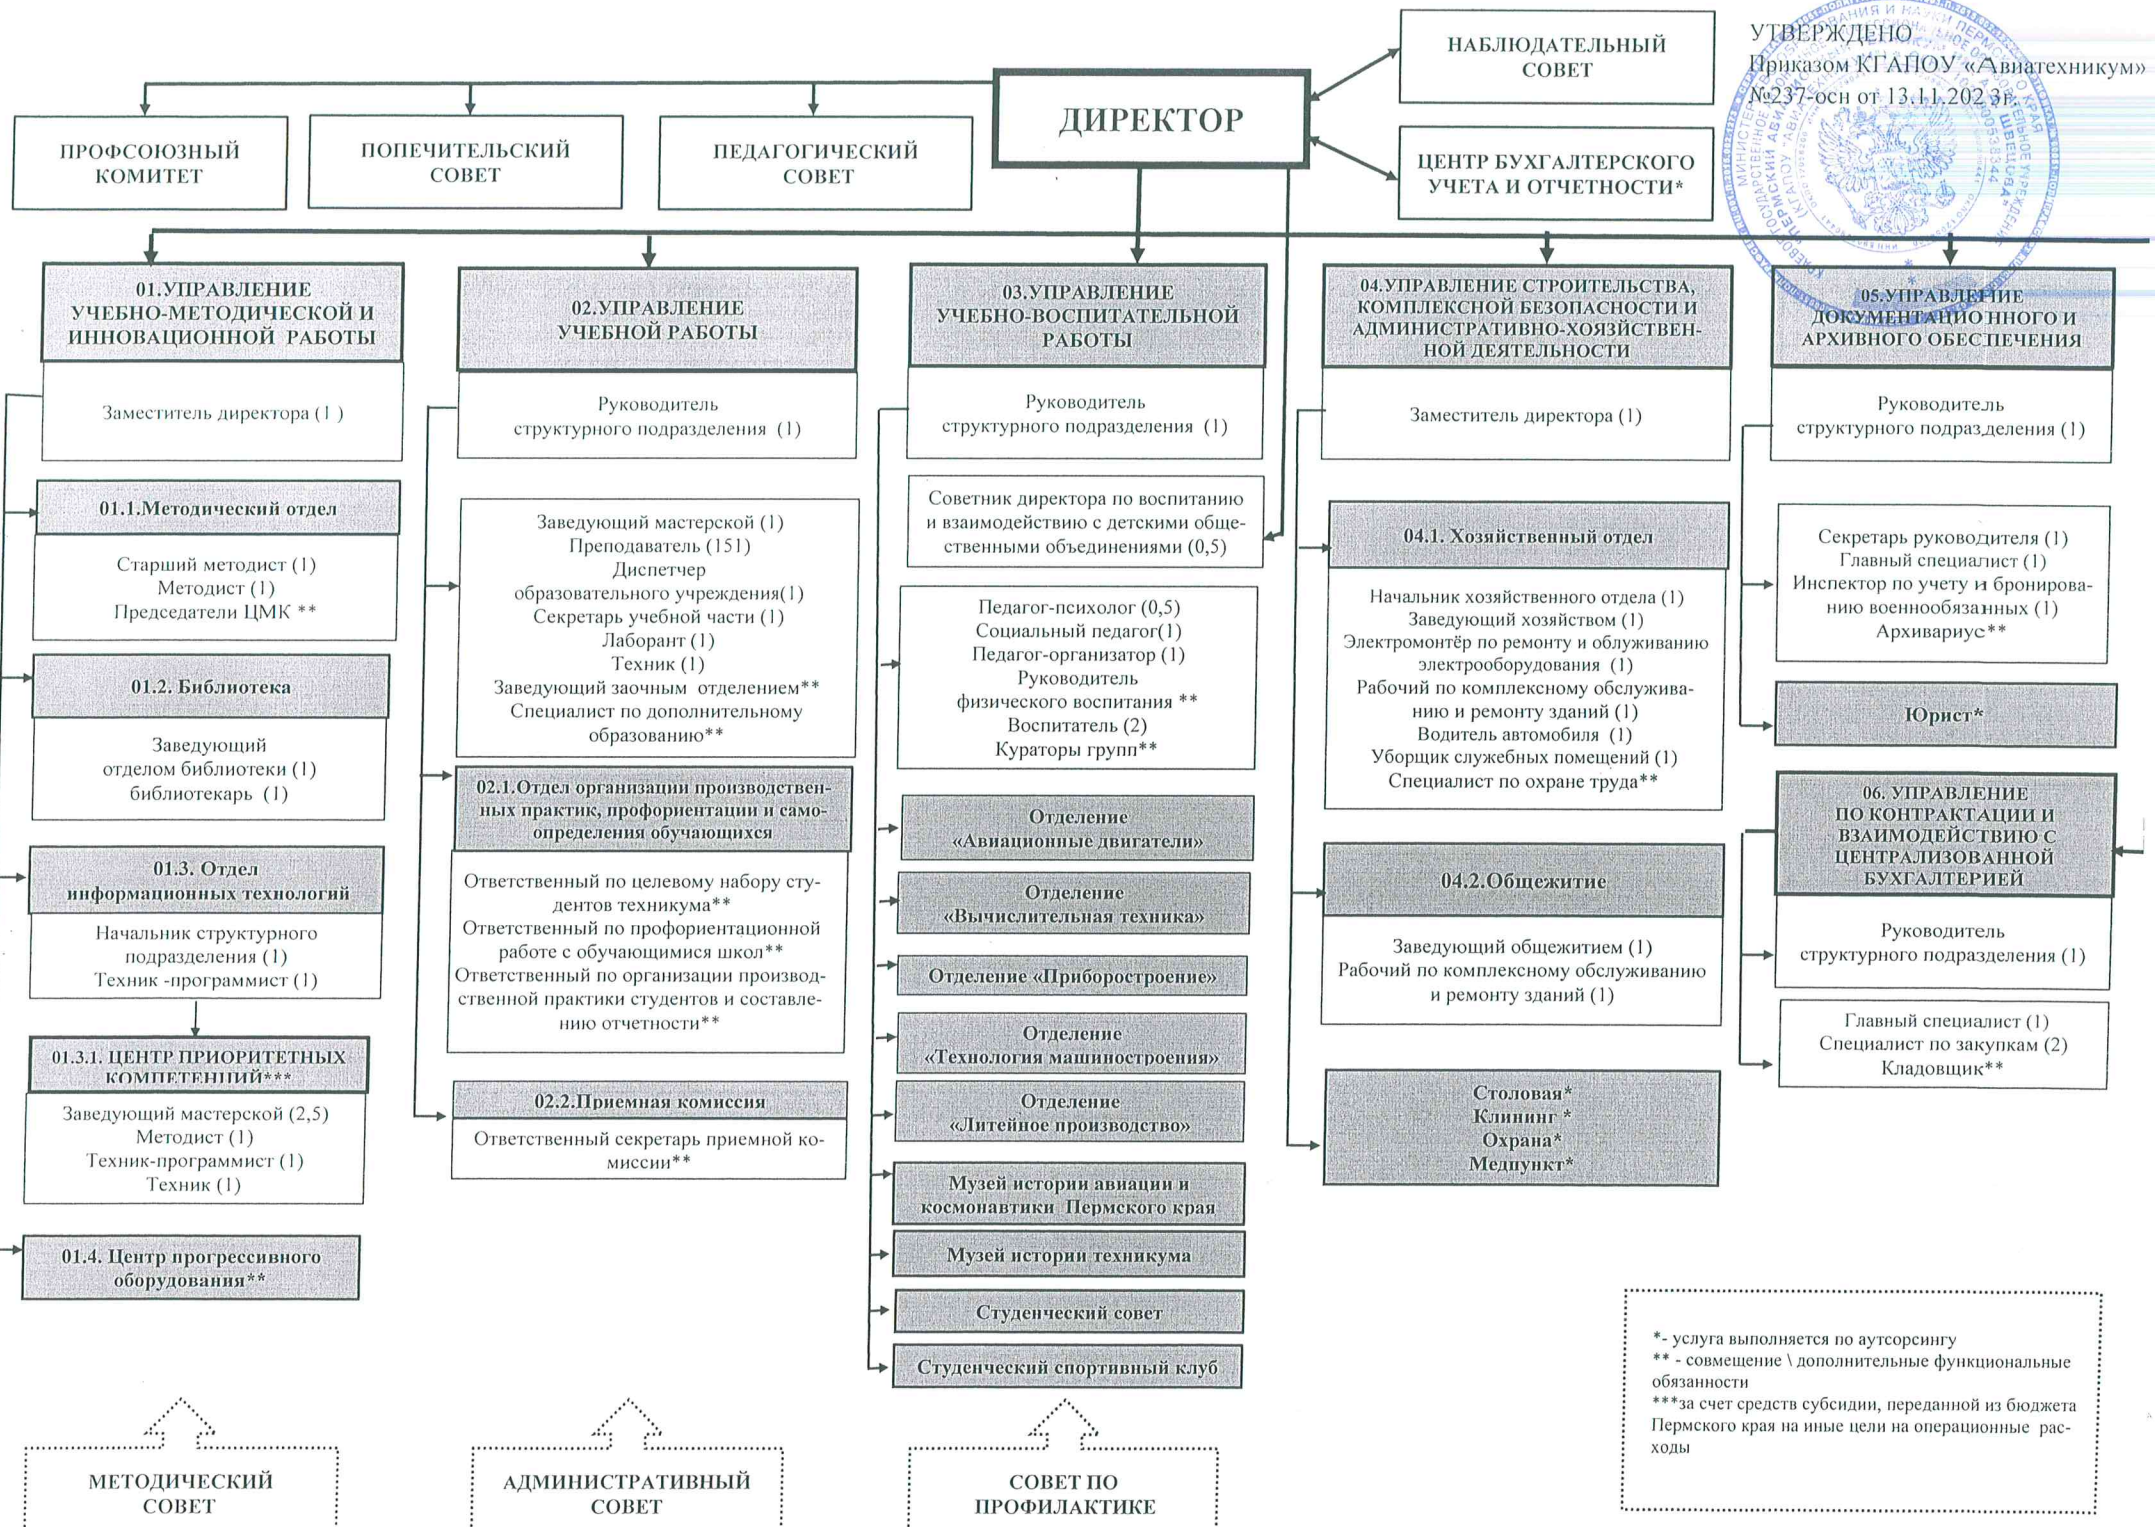 УТВЕРЖДЕНО
Приказом КГАПОУ «Авиатехникум»
№237-осн от 13.11.2023г.
НАБЛЮДАТЕЛЬНЫЙ
СОВЕТ
ДИРЕКТОР
ЦЕНТР БУХГАЛТЕРСКОГО
УЧЕТА И ОТЧЕТНОСТИ*
ПРОФСОЮЗНЫЙ
КОМИТЕТ
ПОПЕЧИТЕЛЬСКИЙ
СОВЕТ
ПЕДАГОГИЧЕСКИЙ
СОВЕТ
01.УПРАВЛЕНИЕ
УЧЕБНО-МЕТОДИЧЕСКОЙ И
ИННОВАЦИОННОЙ РАБОТЫ
Заместитель директора (1 )
01.1.Методический отдел
Старший методист (1)
Методист (1)
Председатели ЦМК **
01.2. Библиотека
Заведующий
отделом библиотеки (1)
библиотекарь (1)
01.3. Отдел
информационных технологий
Начальник структурного
подразделения (1)
Техник -программист (1)
01.3.1. ЦЕНТР ПРИОРИТЕТНЫХ
КОМПЕТЕНЦИЙ***
Заведующий мастерской (2,5)
Методист (1)
Техник-программист (1)
Техник (1)
01.4. Центр прогрессивного
оборудования**
02.УПРАВЛЕНИЕ
УЧЕБНОЙ РАБОТЫ
Руководитель
структурного подразделения (1)
Заведующий мастерской (1)
Преподаватель (151)
Диспетчер
образовательного учреждения(1)
Секретарь учебной части (1)
Лаборант (1)
Техник (1)
Заведующий заочным отделением**
Специалист по дополнительному
образованию**
02.1.Отдел организации производствен-
ных практик, профориентации и само-
определения обучающихся
Ответственный по целевому набору сту-
дентов техникума**
Ответственный по профориентационной
работе с обучающимися школ**
Ответственный по организации производ-
ственной практики студентов и составле-
нию отчетности**
02.2.Приемная комиссия
Ответственный секретарь приемной ко-
миссии**
03.УПРАВЛЕНИЕ
УЧЕБНО-ВОСПИТАТЕЛЬНОЙ
РАБОТЫ
Руководитель
структурного подразделения (1)
Советник директора по воспитанию
и взаимодействию с детскими обще-
ственными объединениями (0,5)
Педагог-психолог (0,5)
Социальный педагог(1)
Педагог-организатор (1)
Руководитель
физического воспитания **
Воспитатель (2)
Кураторы групп**
Отделение
«Авиационные двигатели»
Отделение
«Вычислительная техника»
Отделение «Приборостроение»
Отделение
«Технология машиностроения»
Отделение
«Литейное производство»
Музей истории авиации и
космонавтики Пермского края
Музей истории техникума
Студенческий совет
Студенческий спортивный клуб
04.УПРАВЛЕНИЕ СТРОИТЕЛЬСТВА,
КОМПЛЕКСНОЙ БЕЗОПАСНОСТИ И
АДМИНИСТРАТИВНО-ХОЯЗЙСТВЕН-
НОЙ ДЕЯТЕЛЬНОСТИ
Заместитель директора (1)
04.1. Хозяйственный отдел
Начальник хозяйственного отдела (1)
Заведующий хозяйством (1)
Электромонтёр по ремонту и облуживанию
электрооборудования (1)
Рабочий по комплексному обслужива-
нию и ремонту зданий (1)
Водитель автомобиля (1)
Уборщик служебных помещений (1)
Специалист по охране труда**
04.2.Общежитие
Заведующий общежитием (1)
Рабочий по комплексному обслуживанию
и ремонту зданий (1)
Столовая*
Клининг *
Охрана*
Медпункт*
05.УПРАВЛЕНИЕ
ДОКУМЕНТАЦИО ННОГО И
АРХИВНОГО ОБЕСПЕЧЕНИЯ
Руководитель
структурного подразделения (1)
Секретарь руководителя (1)
Главный специалист (1)
Инспектор по учету и бронирова-
нию военнообязанных (1)
Архивариус**
Юрист*
06. УПРАВЛЕНИЕ
ПО КОНТРАКТАЦИИ И
ВЗАИМОДЕЙСТВИЮ С
ЦЕНТРАЛИЗОВАННОЙ
БУХГАЛТЕРИЕЙ
Руководитель
структурного подразделения (1)
Главный специалист (1)
Специалист по закупкам (2)
Кладовщик**
*- услуга выполняется по аутсорсингу
** - совмещение \ дополнительные функциональные
обязанности
***за счет средств субсидии, переданной из бюджета
Пермского края на иные цели на операционные рас-
ходы
МЕТОДИЧЕСКИЙ
СОВЕТ
АДМИНИСТРАТИВНЫЙ
СОВЕТ
СОВЕТ ПО
ПРОФИЛАКТИКЕ